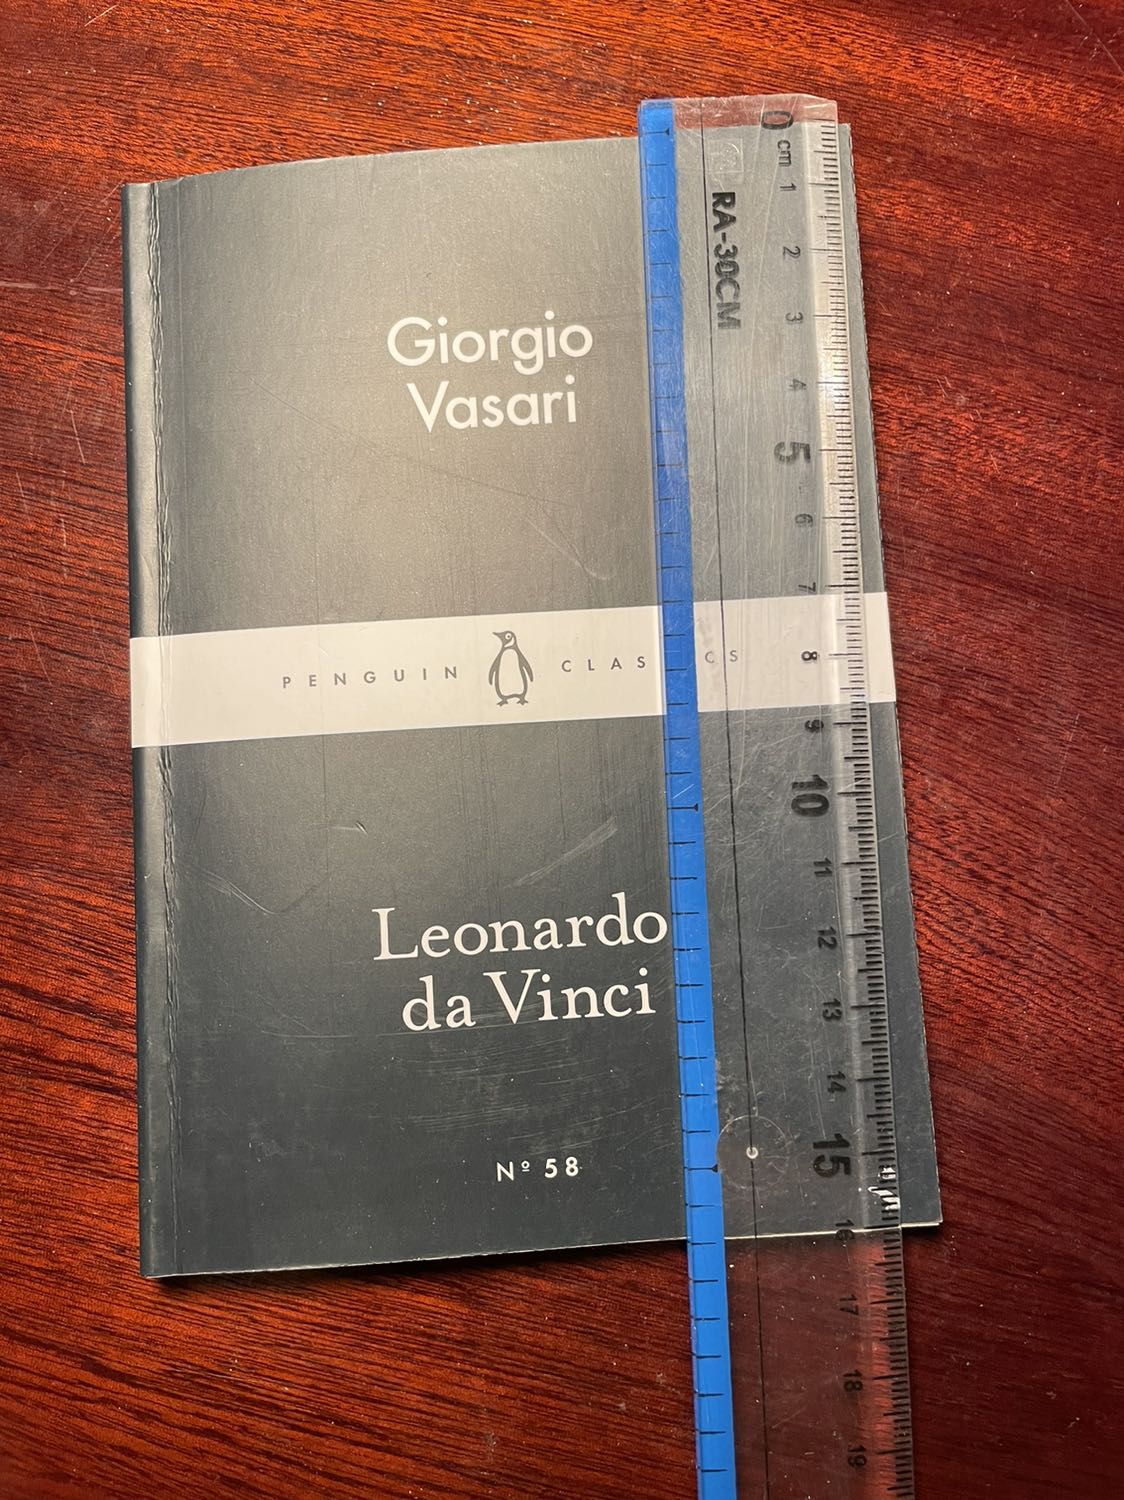 Giorgio
Vasari
PENGUIN CLAS CS
Leonardo
da Vinci
Nº 58
0 cm 1 2 3 4 5 6 7 8 9 10 11 12 13 14 15 16 17 18 19
RA-30CM